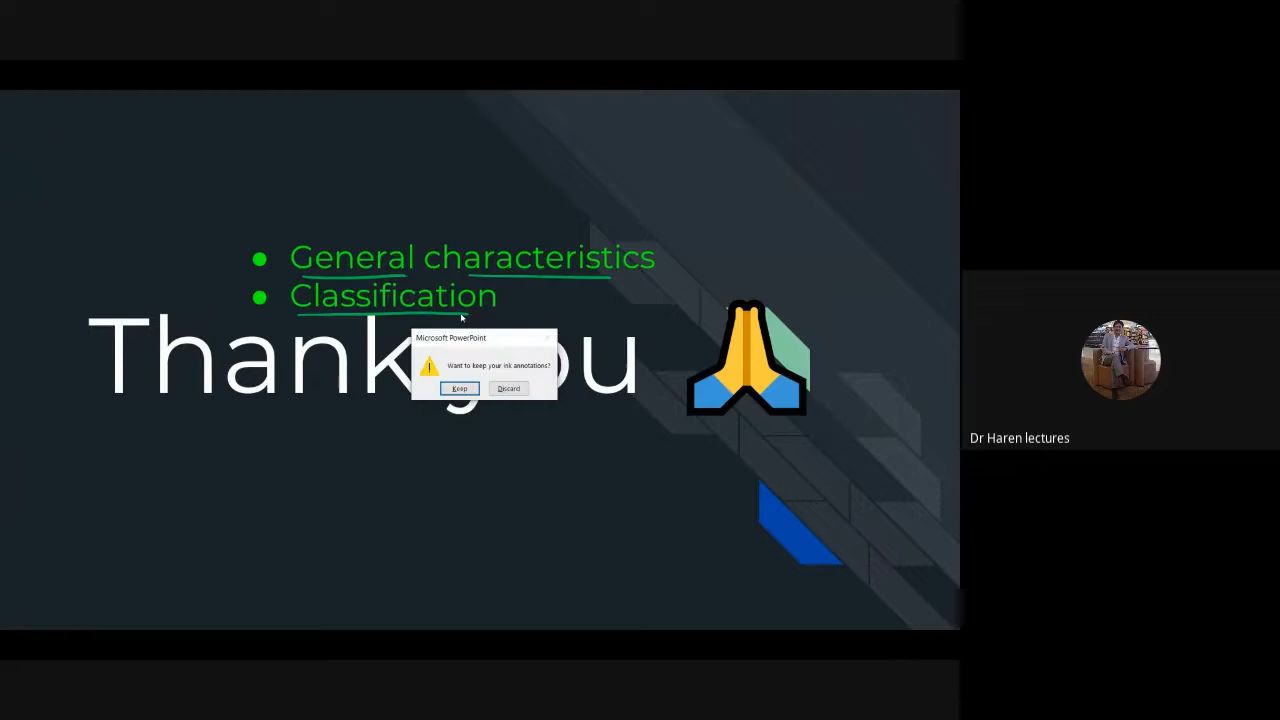 ● General characteristics
● Classification
Thank you
Microsoft PowerPoint
Want to keep your ink annotations?
Keep
Discard
Dr Haren lectures